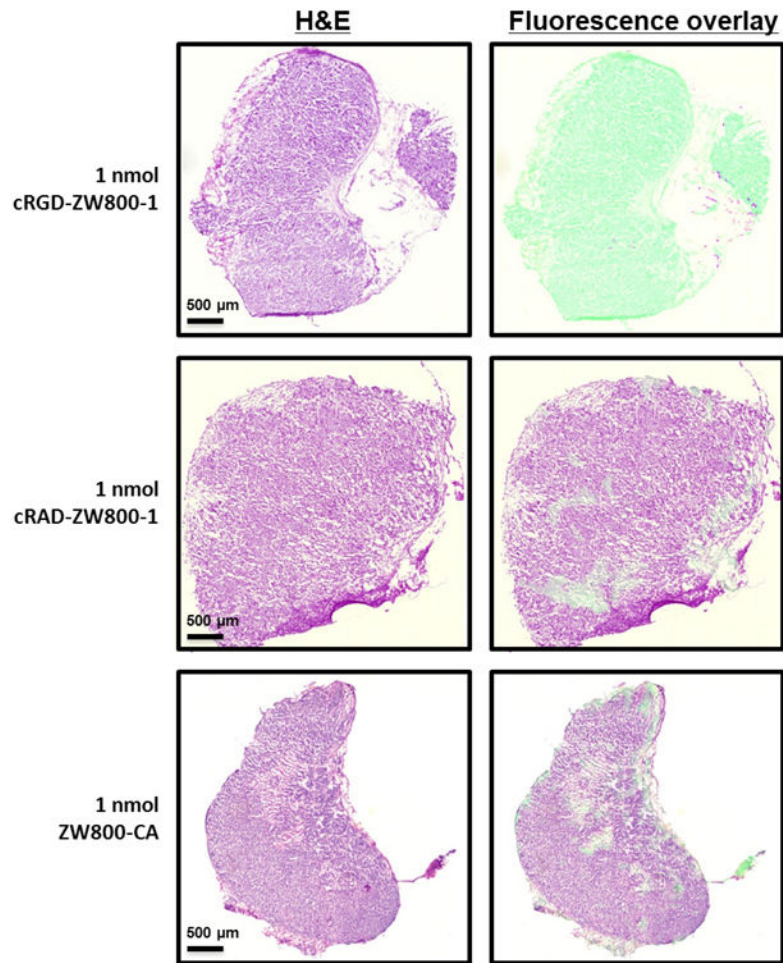 H&E
Fluorescence overlay
1 nmol
cRGD-ZW800-1
500 µm
1 nmol
cRAD-ZW800-1
500 µm
1 nmol
ZW800-CA
500 µm